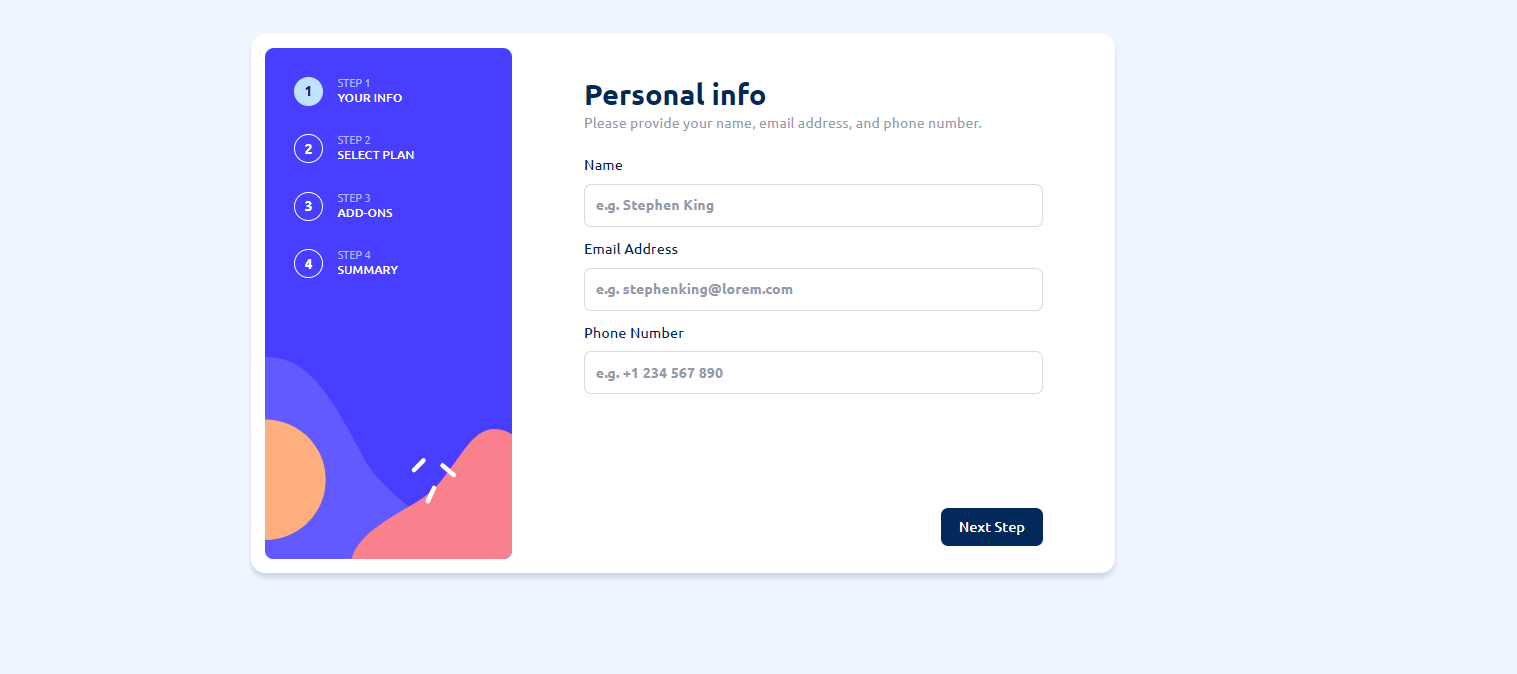 1
STEP 1
YOUR INFO
2
STEP 2
SELECT PLAN
3
STEP 3
ADD-ONS
4
STEP 4
SUMMARY
Personal info
Please provide your name, email address, and phone number.
Name
e.g. Stephen King
Email Address
e.g. stephenking@lorem.com
Phone Number
e.g. +1 234 567 890
Next Step